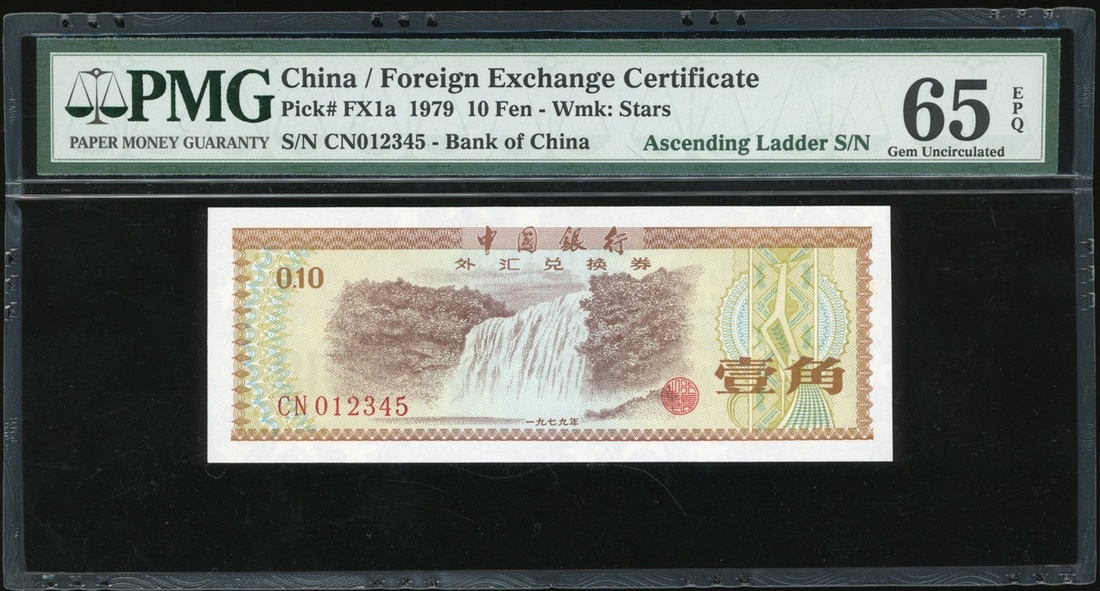 PMG
PAPER MONEY GUARANTY
China / Foreign Exchange Certificate
Pick# FX1a 1979 10 Fen - Wmk: Stars
S/N CN012345 - Bank of China
Ascending Ladder S/N
65
EPQ
Gem Uncirculated
中國銀行
外汇兑换券
0.10
壹角
CN 012345
一九七九年